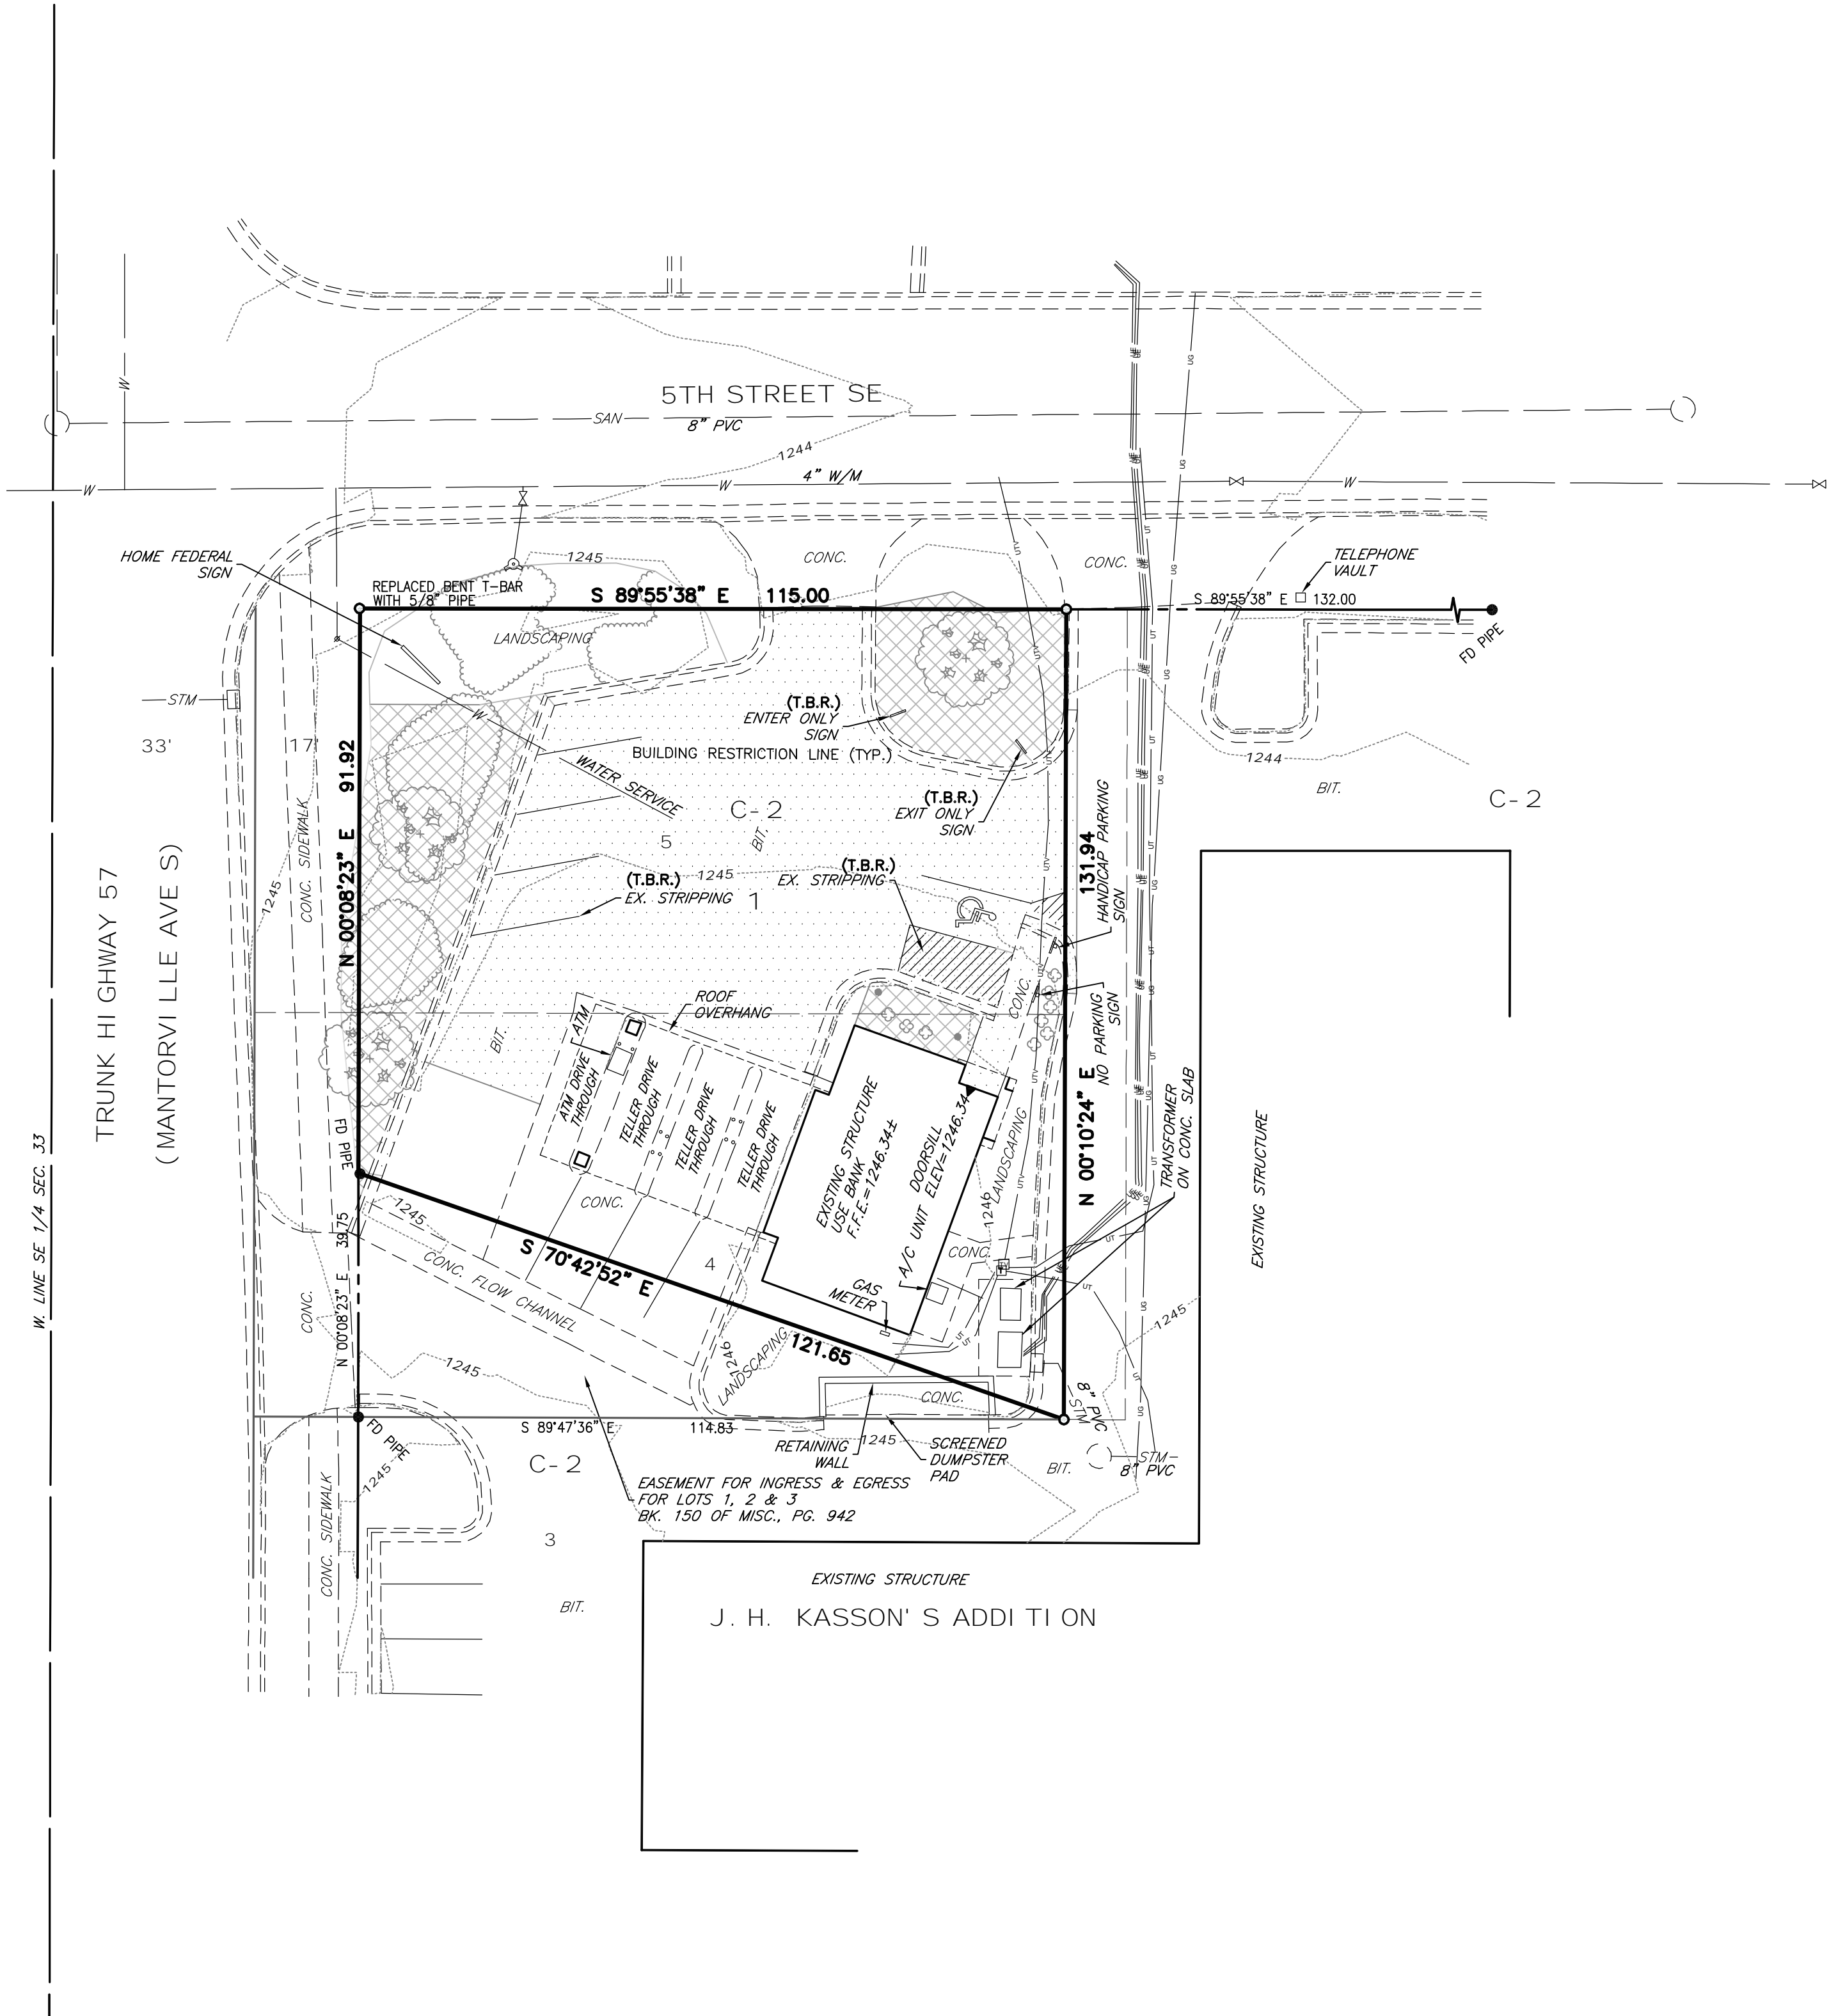 5TH STREET SE
SAN
8" PVC
1244
W
4" W/M
W
W
W
HOME FEDERAL
SIGN
1245
CONC.
CONC.
TELEPHONE
VAULT
REPLACED BENT T-BAR
WITH 5/8" PIPE
S 89°55'38" E 115.00
S 89°55'38" E 132.00
FD PIPE
LANDSCAPING
STM
33'
17'
W
(T.B.R.)
ENTER ONLY
SIGN
BUILDING RESTRICTION LINE (TYP.)
WATER SERVICE
1244
BIT.
C-2
(T.B.R.)
EXIT ONLY
SIGN
C-2
5
BIT.
N 00°08'23" E 91.92
CONC. SIDEWALK
1245
TRUNK HIGHWAY 57
(MANTORVILLE AVE S)
(T.B.R.)
EX. STRIPPING
1245
(T.B.R.)
EX. STRIPPING
1
131.94
HANDICAP PARKING
SIGN
CONC.
NO PARKING
SIGN
N 00°10'24" E
ROOF
OVERHANG
BIT.
ATM
ATM DRIVE
THROUGH
TELLER DRIVE
THROUGH
TELLER DRIVE
THROUGH
TELLER DRIVE
THROUGH
EXISTING STRUCTURE
USE BANK
F.F.E.=1246.34±
DOORSILL
ELEV=1246.34
LANDSCAPING
TRANSFORMER
ON CONC. SLAB
EXISTING STRUCTURE
W. LINE SE 1/4 SEC. 33
FD PIPE
CONC.
1245
S 70°42'52" E
121.65
CONC. FLOW CHANNEL
4
A/C UNIT
GAS
METER
CONC.
1246
UT
UG
UE
UTV
1245
N 00°08'23" E 39.75
CONC.
1245
1246
LANDSCAPING
CONC.
8" PVC
STM
FD PIPE
S 89°47'36" E 114.83
RETAINING
WALL
1245
SCREENED
DUMPSTER
PAD
BIT.
STM
8" PVC
C-2
EASEMENT FOR INGRESS & EGRESS
FOR LOTS 1, 2 & 3
BK. 150 OF MISC., PG. 942
1245
CONC. SIDEWALK
3
BIT.
EXISTING STRUCTURE
J. H. KASSON'S ADDITION